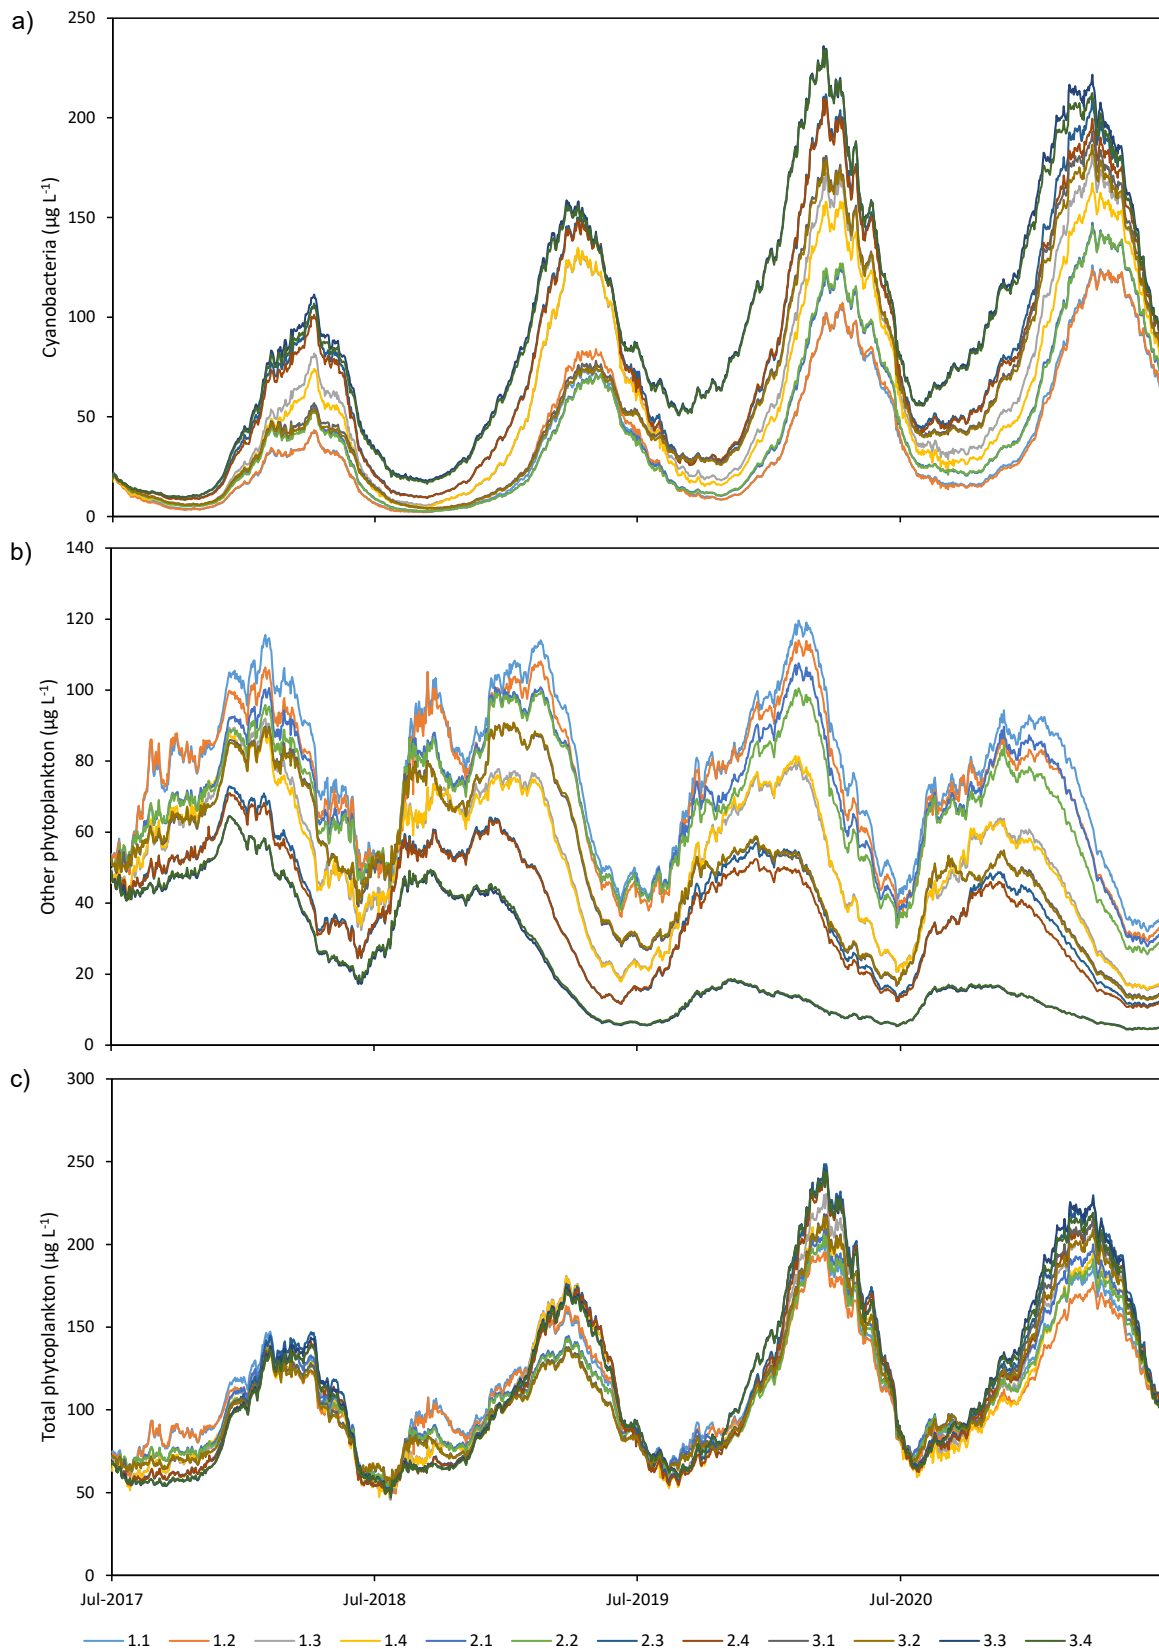 a)
250
200
150
100
50
0
Cyanobacteria (µg L⁻¹)
b)
140
120
100
80
60
40
20
0
Other phytoplankton (µg L⁻¹)
c)
300
250
200
150
100
50
0
Total phytoplankton (µg L⁻¹)
Jul-2017 Jul-2018 Jul-2019 Jul-2020
1.1 1.2 1.3 1.4 2.1 2.2 2.3 2.4 3.1 3.2 3.3 3.4